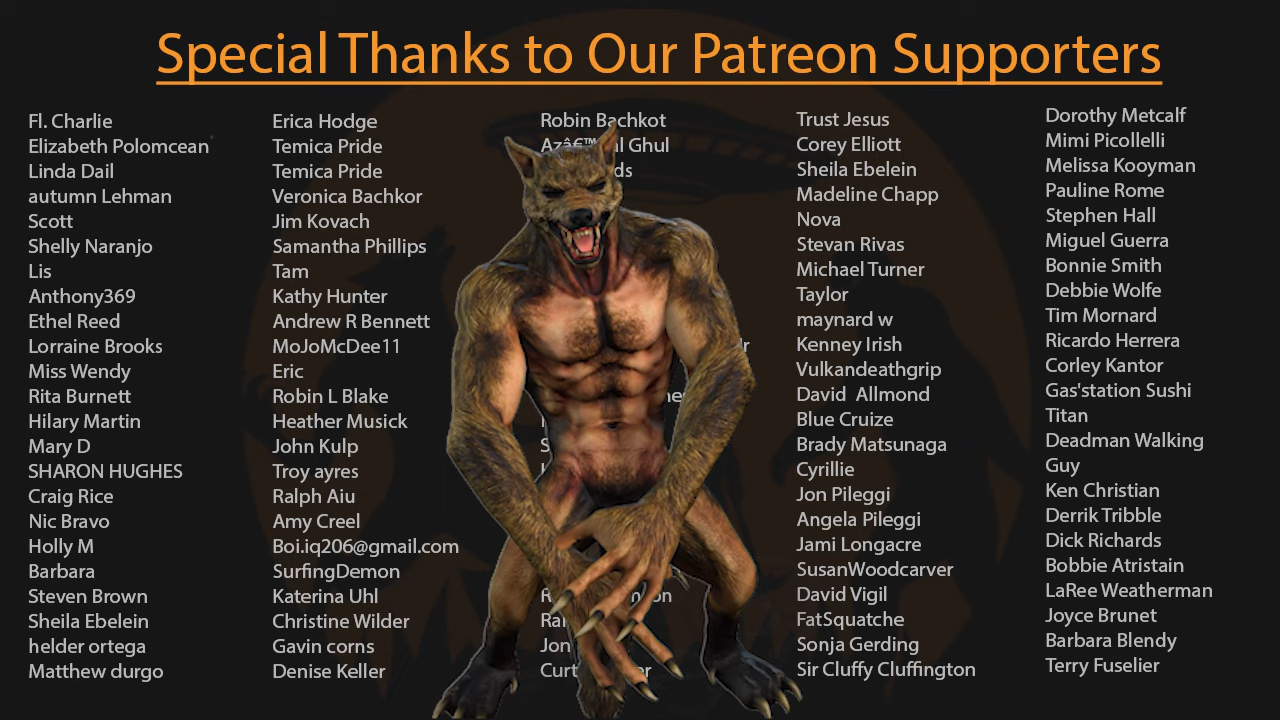 Special Thanks to Our Patreon Supporters
Fl. Charlie
Elizabeth Polomcean
Linda Dail
autumn Lehman
Scott
Shelly Naranjo
Lis
Anthony369
Ethel Reed
Lorraine Brooks
Miss Wendy
Rita Burnett
Hilary Martin
Mary D
SHARON HUGHES
Craig Rice
Nic Bravo
Holly M
Barbara
Steven Brown
Sheila Ebelein
helder ortega
Matthew durgo
Erica Hodge
Temica Pride
Temica Pride
Veronica Bachkor
Jim Kovach
Samantha Phillips
Tam
Kathy Hunter
Andrew R Bennett
MoJoMcDee11
Eric
Robin L Blake
Heather Musick
John Kulp
Troy ayres
Ralph Aiu
Amy Creel
Boi.iq206@gmail.com
SurfingDemon
Katerina Uhl
Christine Wilder
Gavin corns
Denise Keller
Robin Bachkot
Ghul
Jon
Trust Jesus
Corey Elliott
Sheila Ebelein
Madeline Chapp
Nova
Stevan Rivas
Michael Turner
Taylor
maynard w
Kenney Irish
Vulkandeathgrip
David Allmond
Blue Cruize
Brady Matsunaga
Cyrillie
Jon Pileggi
Angela Pileggi
Jami Longacre
SusanWoodcarver
David Vigil
FatSquatche
Sonja Gerding
Sir Cluffy Cluffington
Dorothy Metcalf
Mimi Picollelli
Melissa Kooyman
Pauline Rome
Stephen Hall
Miguel Guerra
Bonnie Smith
Debbie Wolfe
Tim Mornard
Ricardo Herrera
Corley Kantor
Gas'station Sushi
Titan
Deadman Walking
Guy
Ken Christian
Derrik Tribble
Dick Richards
Bobbie Atristain
LaRee Weatherman
Joyce Brunet
Barbara Blendy
Terry Fuselier